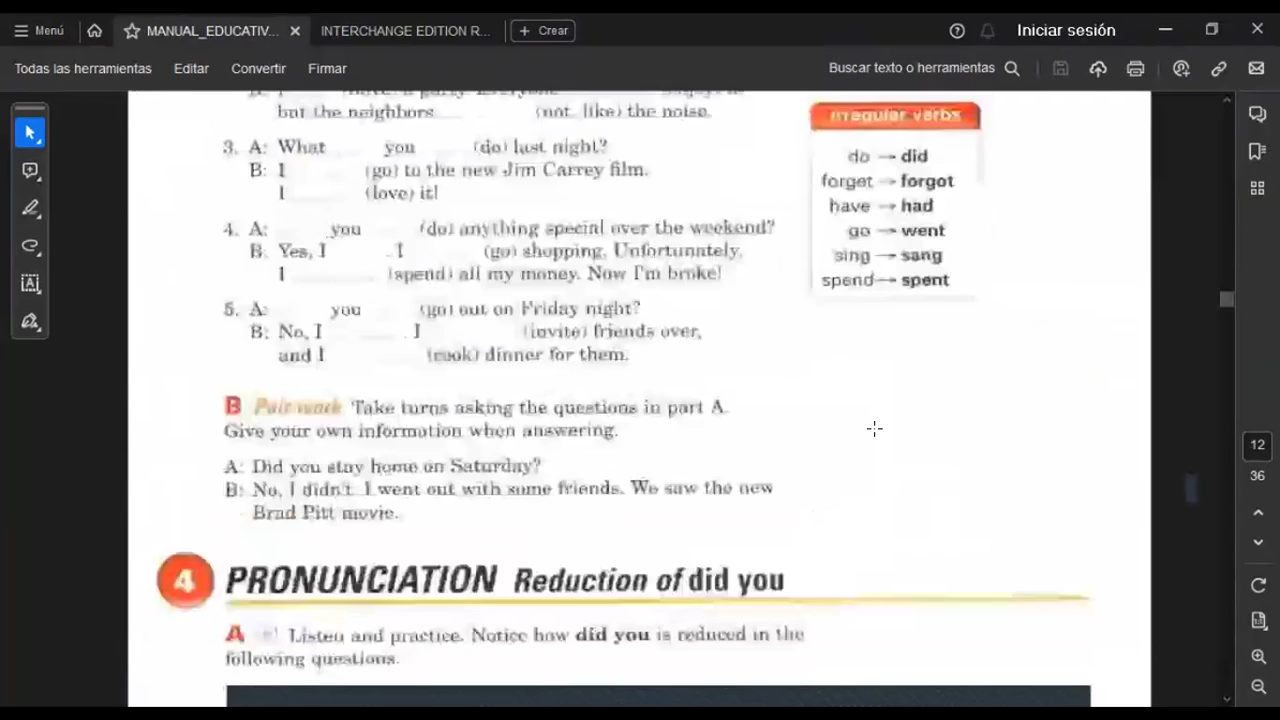 Menú
MANUAL_EDUCATIV...
INTERCHANGE EDITION R...
Crear
Iniciar sesión
Todas las herramientas
Editar
Convertir
Firmar
Buscar texto o herramientas
but the neighbors (not like) the noise.
3. A: What you (do) last night?
B: I (go) to the new Jim Carrey film.
I (love) it!
4. A: you (do) anything special over the weekend?
B: Yes, I . I (go) shopping. Unfortunately,
I (spend) all my money. Now I'm broke!
5. A: you (go) out on Friday night?
B: No, I . I (invite) friends over,
and I (cook) dinner for them.
irregular verbs
do → did
forget → forgot
have → had
go → went
sing → sang
spend → spent
B Pair work Take turns asking the questions in part A.
Give your own information when answering.
A: Did you stay home on Saturday?
B: No, I didn't. I went out with some friends. We saw the new
Brad Pitt movie.
4 PRONUNCIATION Reduction of did you
A Listen and practice. Notice how did you is reduced in the
following questions.
12
36